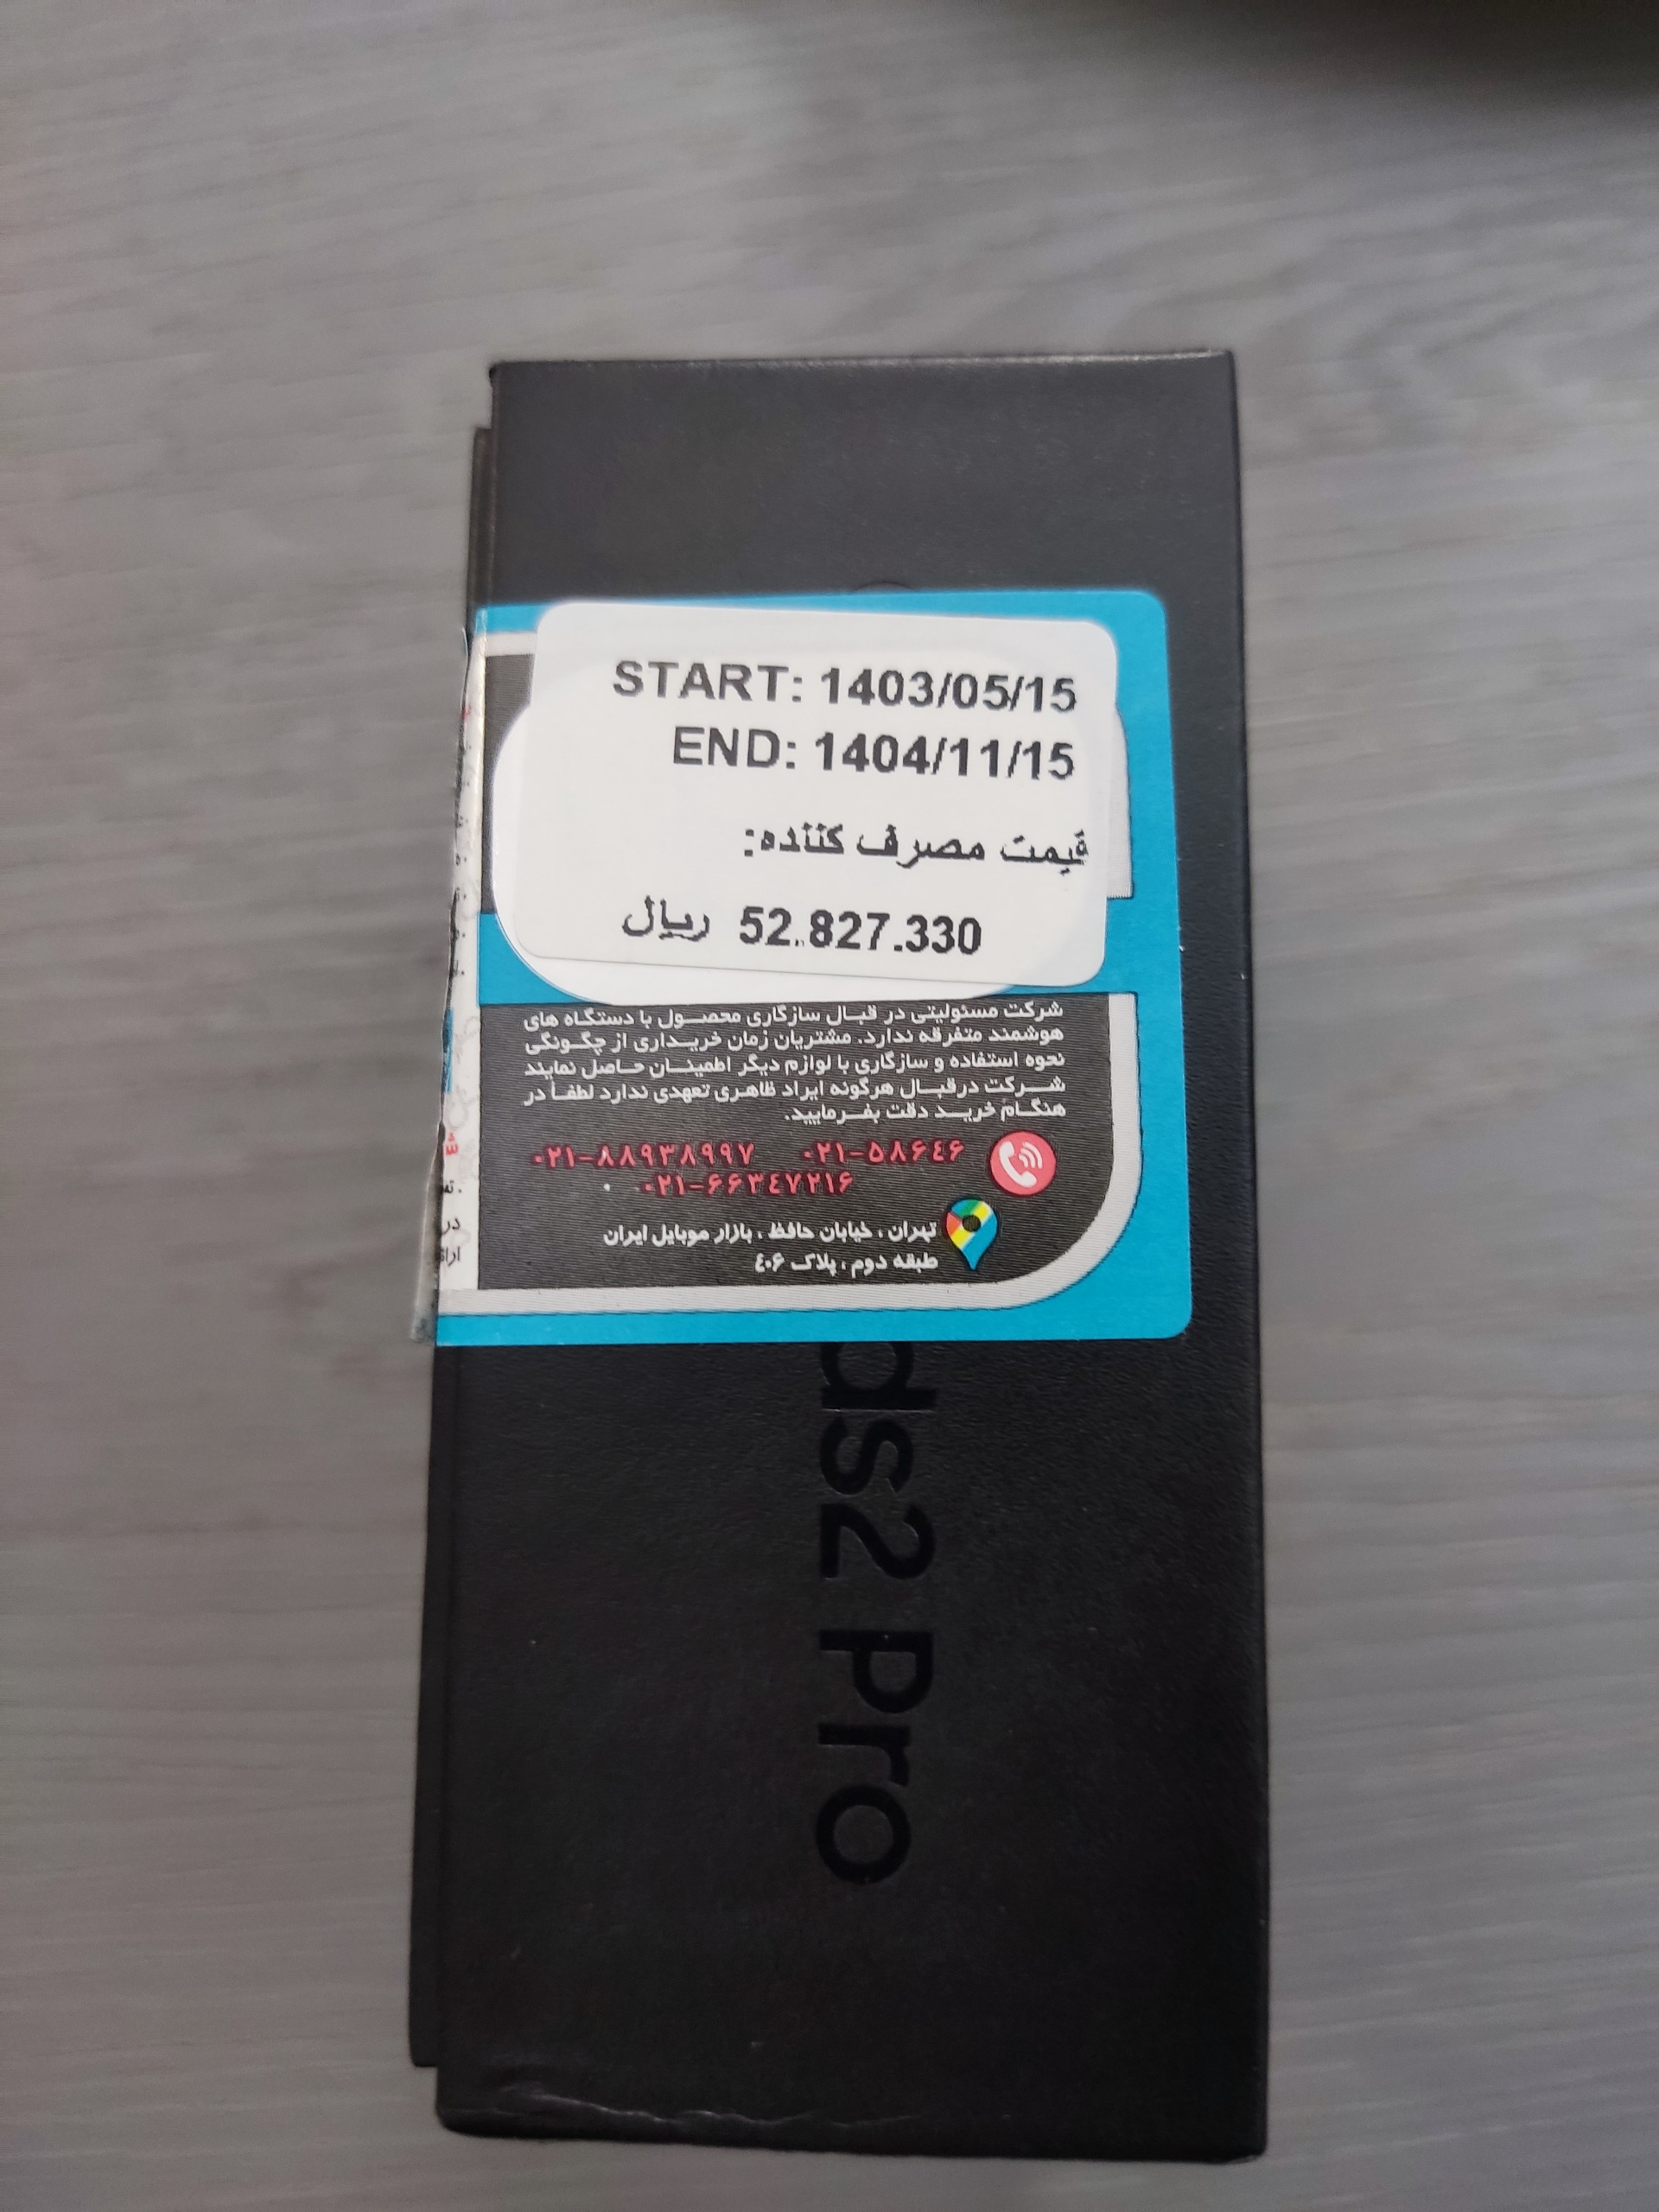 START: 1403/05/15
END: 1404/11/15
قیمت مصرف کننده:
52.827.330 ریال
شرکت مسئولیتی در قبال سازگاری محصول با دستگاه های
هوشمند متفرقه ندارد. مشتریان زمان خریداری از چگونگی
نحوه استفاده و سازگاری با لوازم دیگر اطمینان حاصل نمایند
شرکت درقبال هرگونه ایراد ظاهری تعهدی ندارد لطفاً در
هنگام خرید دقت بفرمایید.
۰۲۱-۵۸۶۴۶ ۰۲۱-۸۸۹۳۸۹۹۷
۰۲۱-۶۶۳۴۷۲۱۶
تهران ، خیابان حافظ ، بازار موبایل ایران
طبقه دوم ، پلاک ۴۰۶
در
ds2 Pro